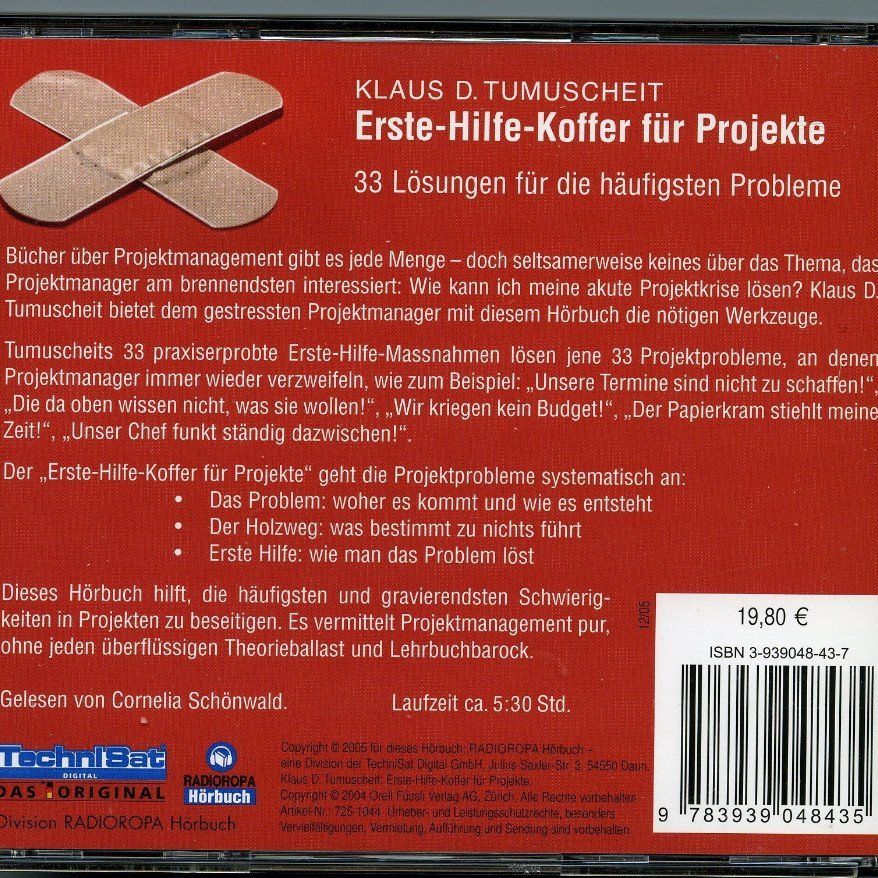 KLAUS D. TUMUSCHEIT
Erste-Hilfe-Koffer für Projekte
33 Lösungen für die häufigsten Probleme
Bücher über Projektmanagement gibt es jede Menge – doch seltsamerweise keines über das Thema, das
Projektmanager am brennendsten interessiert: Wie kann ich meine akute Projektkrise lösen? Klaus D.
Tumuscheit bietet dem gestressten Projektmanager mit diesem Hörbuch die nötigen Werkzeuge.
Tumuscheits 33 praxiserprobte Erste-Hilfe-Massnahmen lösen jene 33 Projektprobleme, an denen
Projektmanager immer wieder verzweifeln, wie zum Beispiel: „Unsere Termine sind nicht zu schaffen!“,
„Die da oben wissen nicht, was sie wollen!“, „Wir kriegen kein Budget!“, „Der Papierkram stiehlt meine
Zeit!“, „Unser Chef funkt ständig dazwischen!“.
Der „Erste-Hilfe-Koffer für Projekte“ geht die Projektprobleme systematisch an:
• Das Problem: woher es kommt und wie es entsteht
• Der Holzweg: was bestimmt zu nichts führt
• Erste Hilfe: wie man das Problem löst
Dieses Hörbuch hilft, die häufigsten und gravierendsten Schwierig-
keiten in Projekten zu beseitigen. Es vermittelt Projektmanagement pur,
ohne jeden überflüssigen Theorieballast und Lehrbuchbarock.
Gelesen von Cornelia Schönwald. Laufzeit ca. 5:30 Std.
12/05
19,80 €
ISBN 3-939048-43-7
9 783939 048435
TechniSat
DIGITAL
DAS ORIGINAL
Division RADIOROPA Hörbuch
RADIOROPA
Hörbuch
Copyright © 2005 für dieses Hörbuch: RADIOROPA Hörbuch –
eine Division der TechniSat Digital GmbH, Julius-Saxler-Str. 3, 54550 Daun.
Klaus D. Tumuscheit: Erste-Hilfe-Koffer für Projekte.
Copyright © 2004 Orell Füssli Verlag AG, Zürich. Alle Rechte vorbehalten.
Artikel-Nr.: 725-1044. Urheber- und Leistungsschutzrechte, besonders
Vervielfältigungen, Vermietung, Aufführung und Sendung sind vorbehalten.